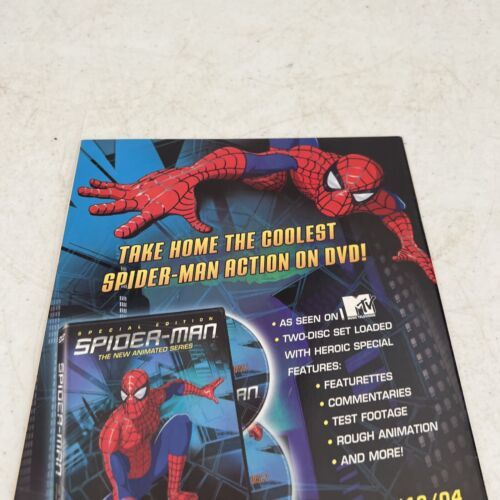 TAKE HOME THE COOLEST
SPIDER-MAN ACTION ON DVD!
SPECIAL EDITION
SPIDER-MAN
THE NEW ANIMATED SERIES
SPIDER-MAN
• AS SEEN ON MTV
• TWO-DISC SET LOADED
WITH HEROIC SPECIAL
FEATURES:
• FEATURETTES
• COMMENTARIES
• TEST FOOTAGE
• ROUGH ANIMATION
• AND MORE!